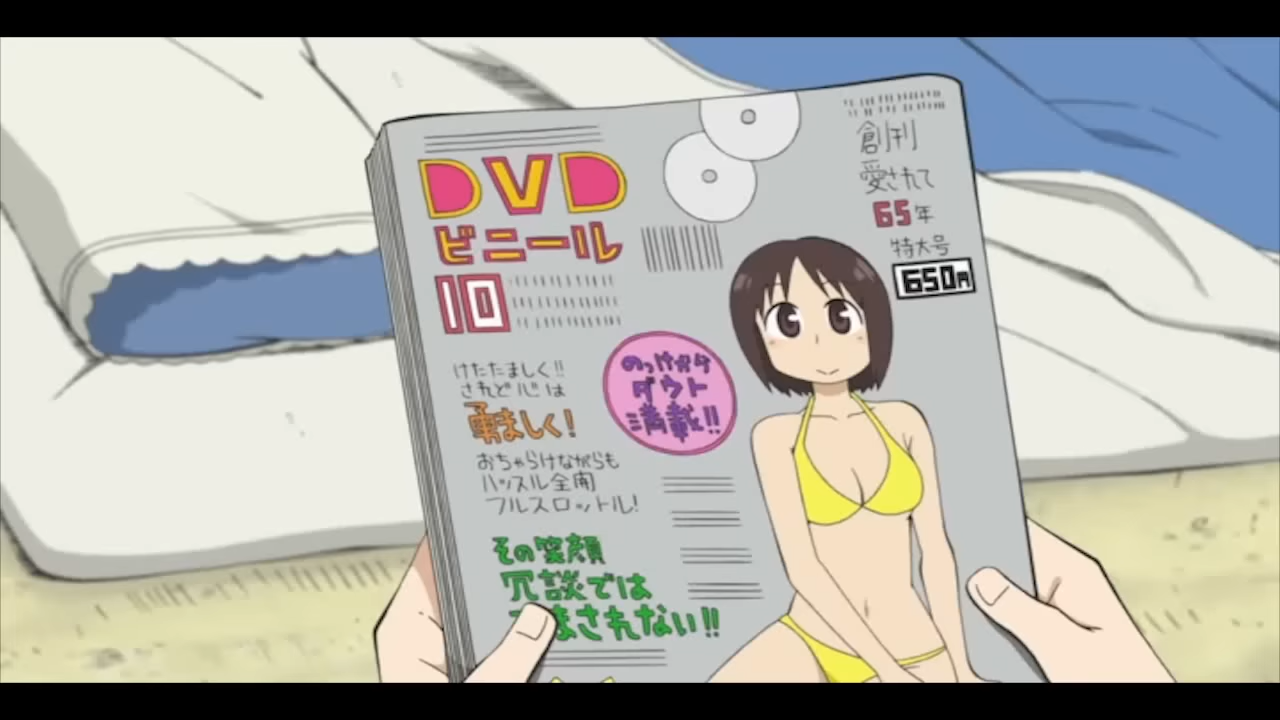 DVD
ビニール
10
創刊
愛されて
65年
特大号
650円
けたたましく!!
されど心は
勇ましく!
のっけから
ダウト
満載!!
おちゃらけながらも
ハッスル全開
フルスロットル!
その笑顔
冗談では
まされない!!